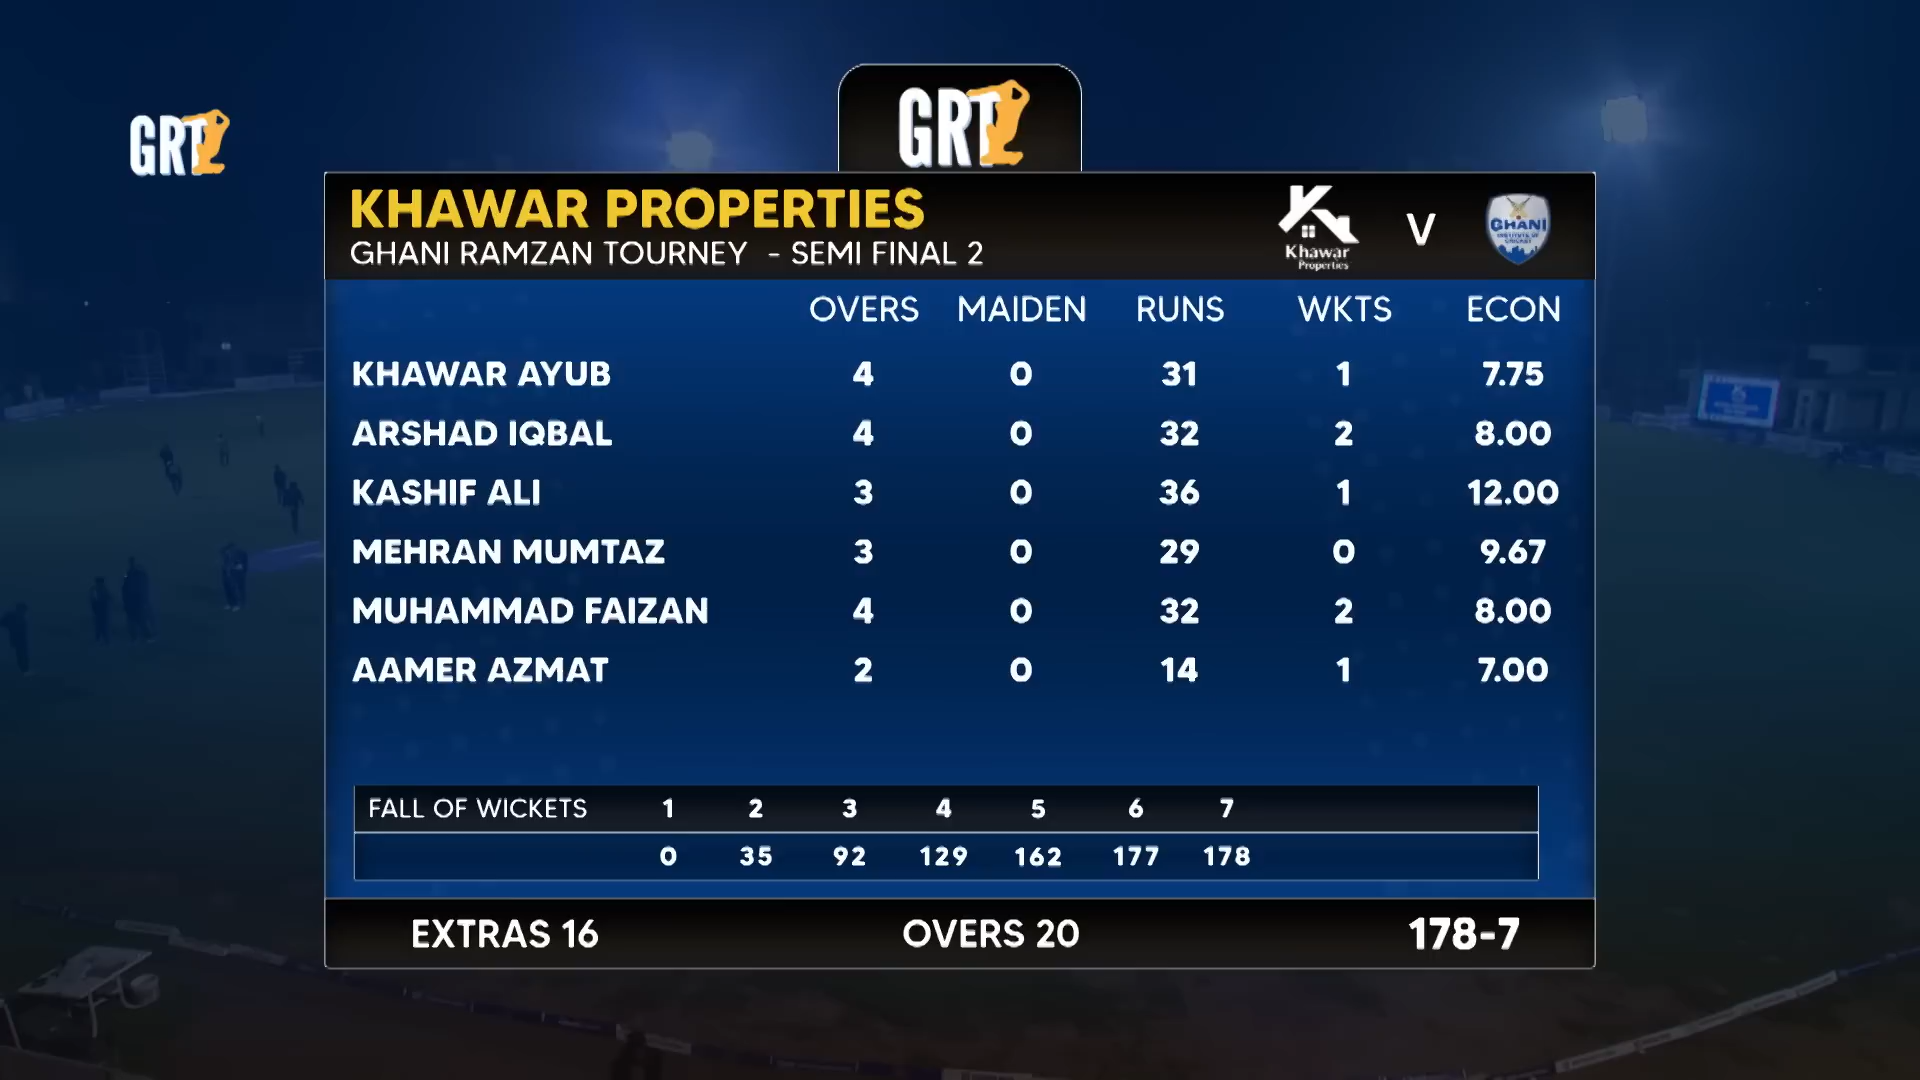 GRT
GRT
KHAWAR PROPERTIES
GHANI RAMZAN TOURNEY - SEMI FINAL 2
Khawar
Properties
V
GHANI
INSTITUTE OF
CRICKET
OVERS MAIDEN RUNS WKTS ECON
KHAWAR AYUB 4 0 31 1 7.75
ARSHAD IQBAL 4 0 32 2 8.00
KASHIF ALI 3 0 36 1 12.00
MEHRAN MUMTAZ 3 0 29 0 9.67
MUHAMMAD FAIZAN 4 0 32 2 8.00
AAMER AZMAT 2 0 14 1 7.00
FALL OF WICKETS 1 2 3 4 5 6 7
0 35 92 129 162 177 178
EXTRAS 16 OVERS 20 178-7